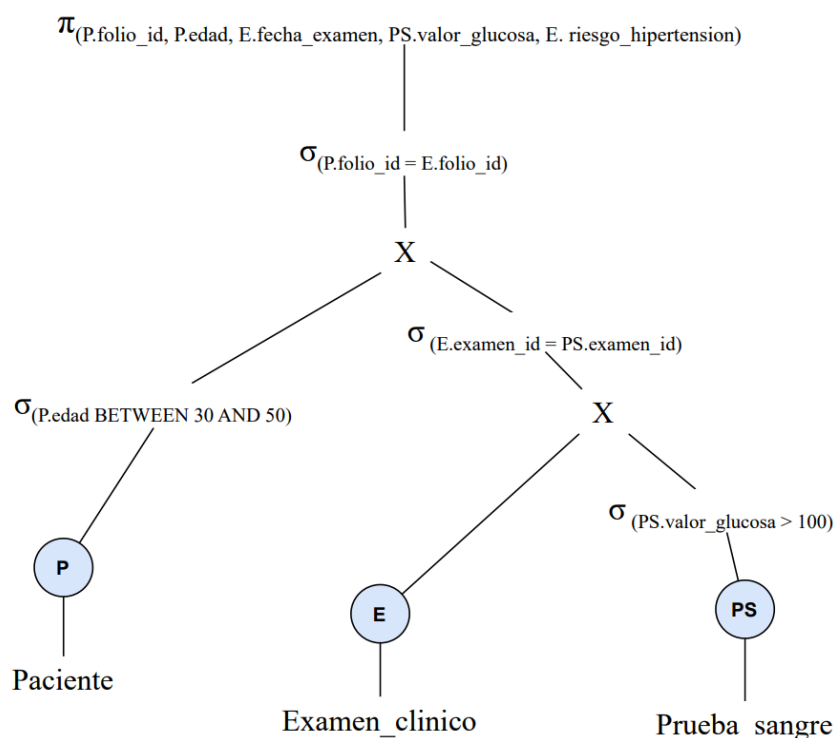 π(P.folio_id, P.edad, E.fecha_examen, PS.valor_glucosa, E. riesgo_hipertension)
σ(P.folio_id = E.folio_id)
X
σ (E.examen_id = PS.examen_id)
σ(P.edad BETWEEN 30 AND 50)
X
σ (PS.valor_glucosa > 100)
P
E
PS
Paciente
Examen_clinico
Prueba_sangre